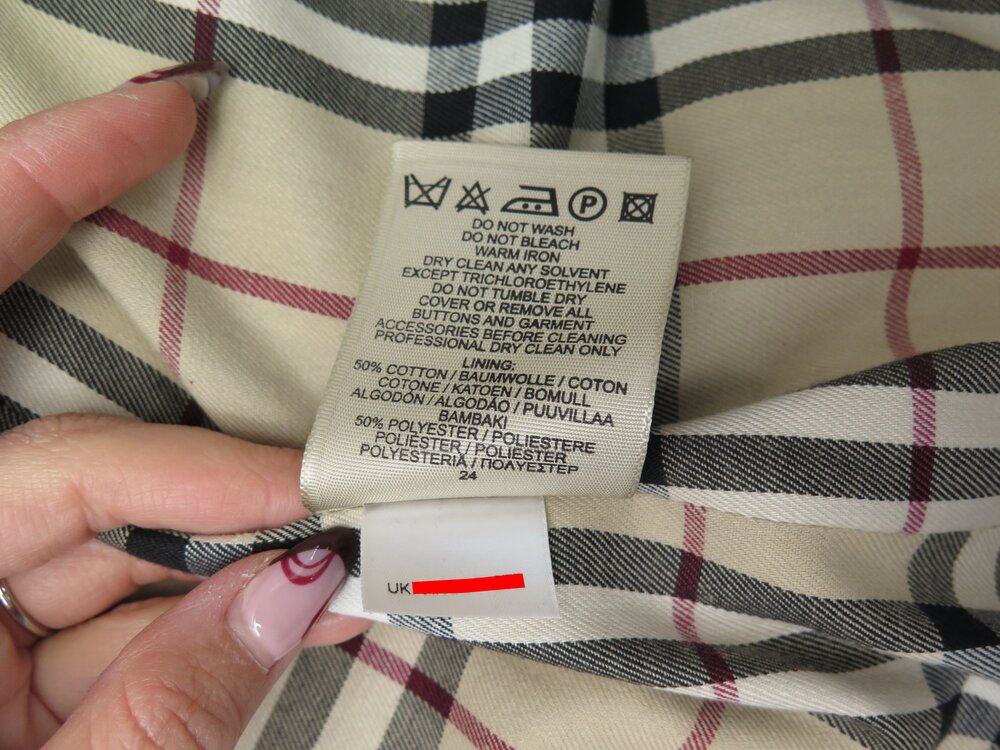 P
DO NOT WASH
DO NOT BLEACH
WARM IRON
DRY CLEAN ANY SOLVENT
EXCEPT TRICHLOROETHYLENE
DO NOT TUMBLE DRY
COVER OR REMOVE ALL
BUTTONS AND GARMENT
ACCESSORIES BEFORE CLEANING
PROFESSIONAL DRY CLEAN ONLY
LINING:
50% COTTON / BAUMWOLLE / COTON
COTONE / KATOEN / BOMULL
ALGODÓN / ALGODÃO / PUUVILLAA
BAMBAKI
50% POLYESTER / POLIESTERE
POLIESTER / POLIESTER
POLYESTERIA / ΠΟΛΥΕΣΤΕΡ
24
UK